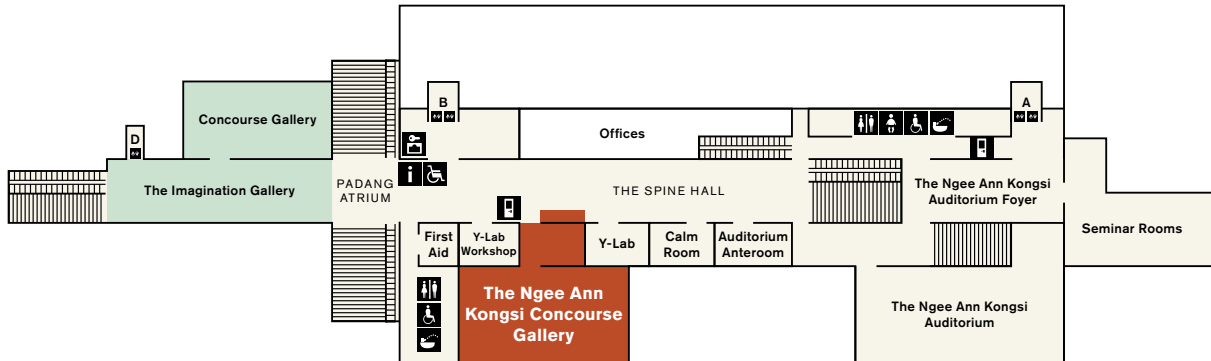 B
A
D
Concourse Gallery
Offices
i
The Imagination Gallery
PADANG
ATRIUM
THE SPINE HALL
The Ngee Ann Kongsi
Auditorium Foyer
Seminar Rooms
First
Aid
Y-Lab
Workshop
Y-Lab
Calm
Room
Auditorium
Anteroom
The Ngee Ann
Kongsi Concourse
Gallery
The Ngee Ann Kongsi
Auditorium